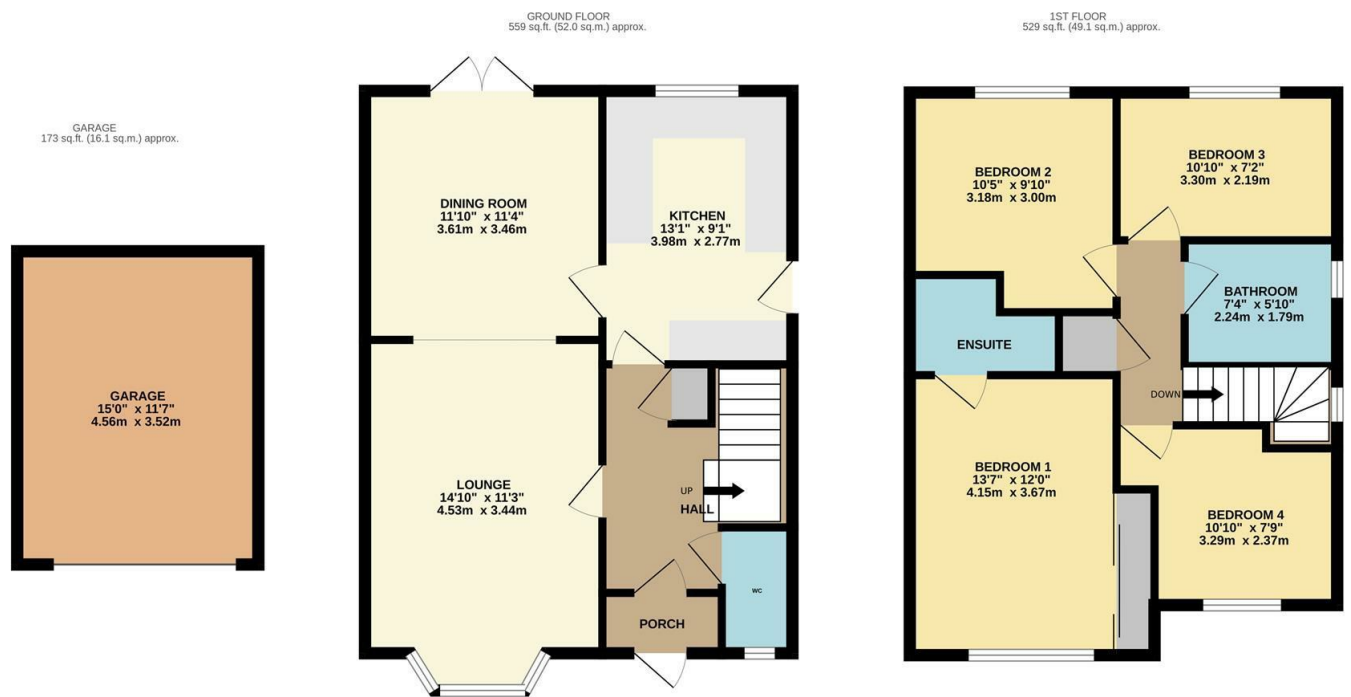 GARAGE
173 sq.ft. (16.1 sq.m.) approx.
GARAGE
15'0" x 11'7"
4.56m x 3.52m
GROUND FLOOR
559 sq.ft. (52.0 sq.m.) approx.
DINING ROOM
11'10" x 11'4"
3.61m x 3.46m
KITCHEN
13'1" x 9'1"
3.98m x 2.77m
LOUNGE
14'10" x 11'3"
4.53m x 3.44m
UP
HALL
WC
PORCH
1ST FLOOR
529 sq.ft. (49.1 sq.m.) approx.
BEDROOM 2
10'5" x 9'10"
3.18m x 3.00m
BEDROOM 3
10'10" x 7'2"
3.30m x 2.19m
BATHROOM
7'4" x 5'10"
2.24m x 1.79m
ENSUITE
DOWN
BEDROOM 1
13'7" x 12'0"
4.15m x 3.67m
BEDROOM 4
10'10" x 7'9"
3.29m x 2.37m